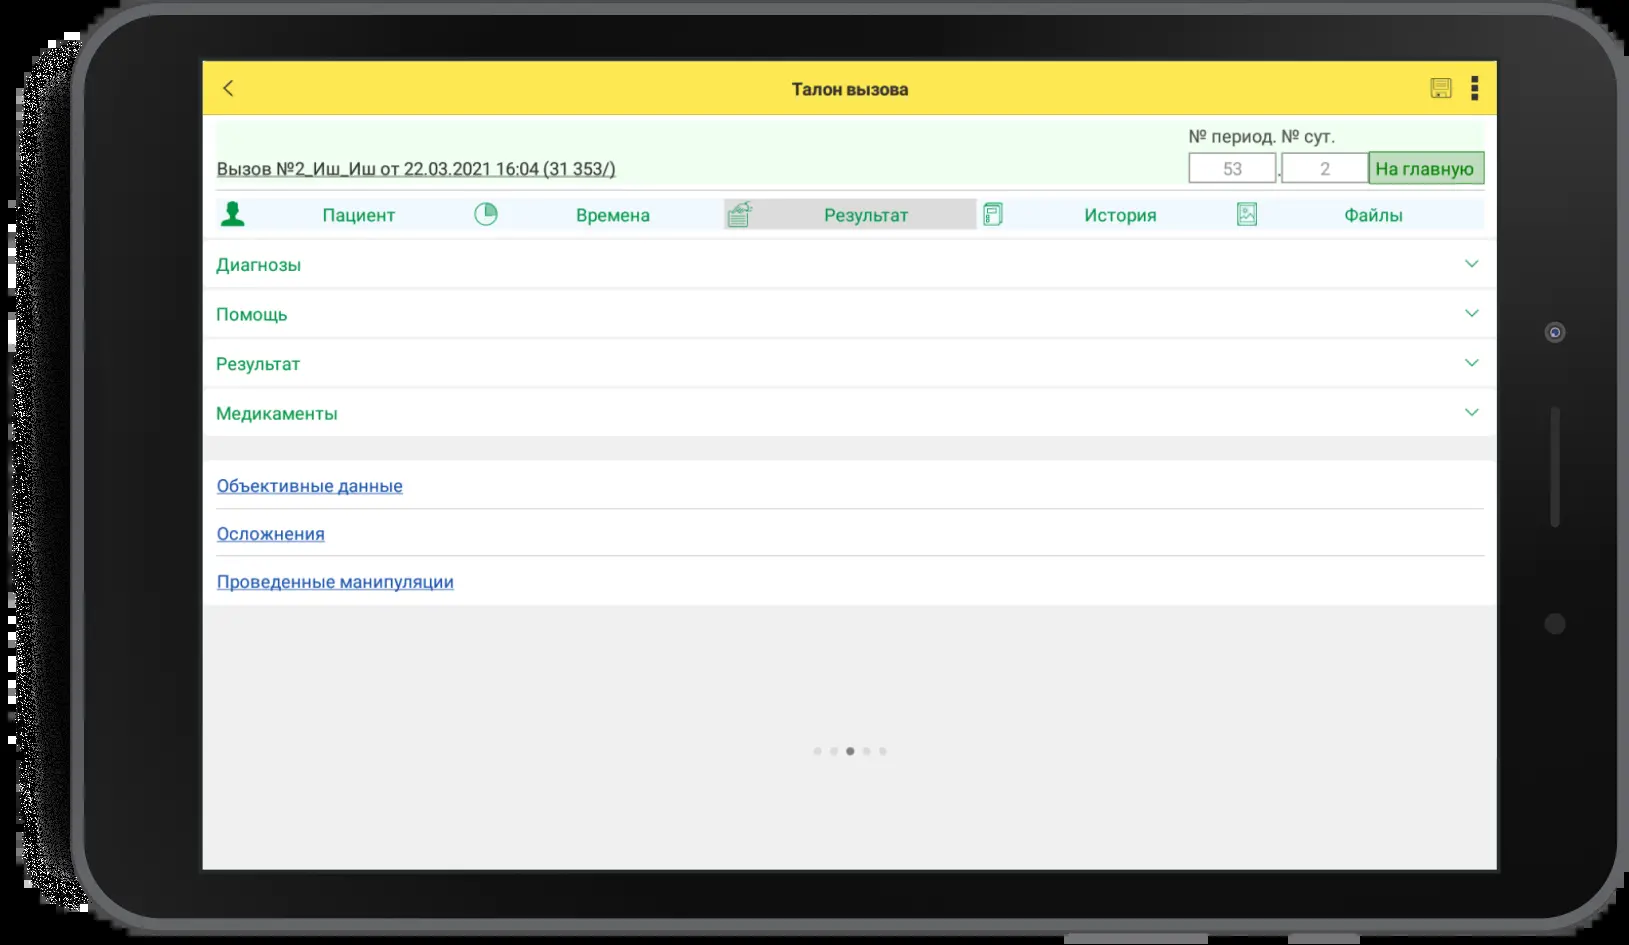 Талон вызова
№ период. № сут.
Вызов №2_Иш_Иш от 22.03.2021 16:04 (31 353/)
53 . 2 На главную
Пациент Времена Результат История Файлы
Диагнозы
Помощь
Результат
Медикаменты
Объективные данные
Осложнения
Проведенные манипуляции